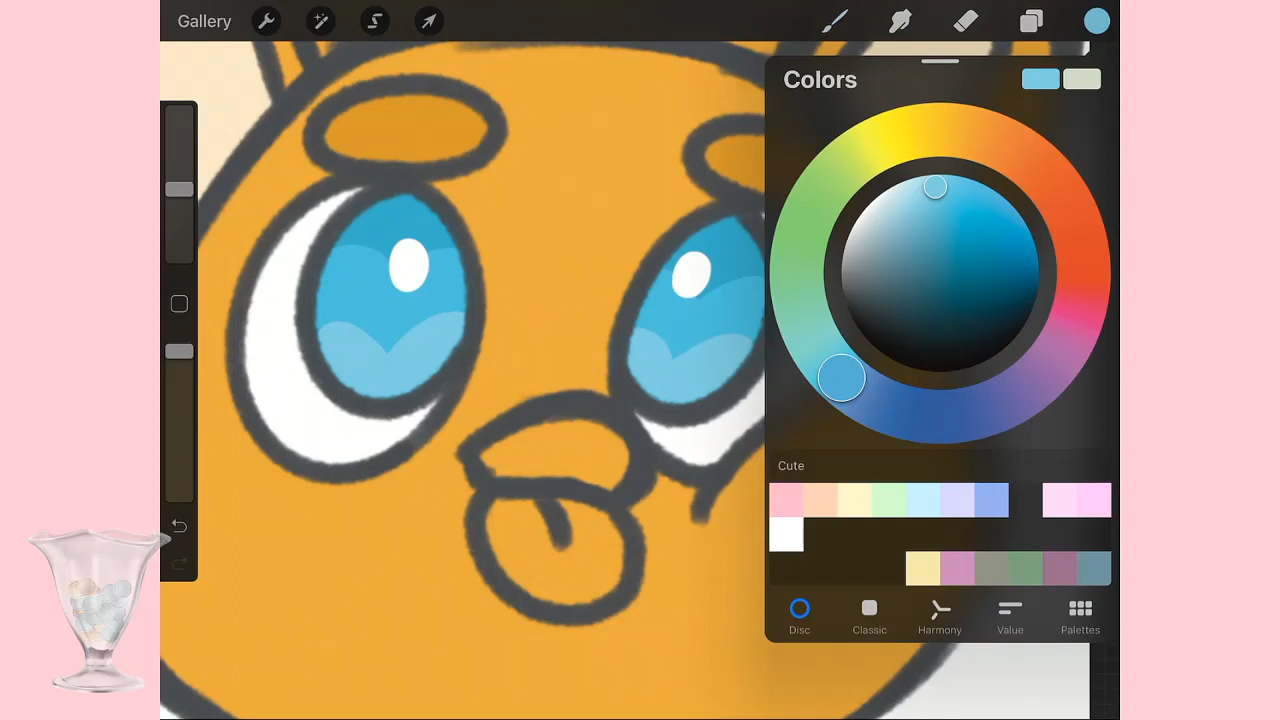 Gallery
Colors
Cute
Disc
Classic
Harmony
Value
Palettes